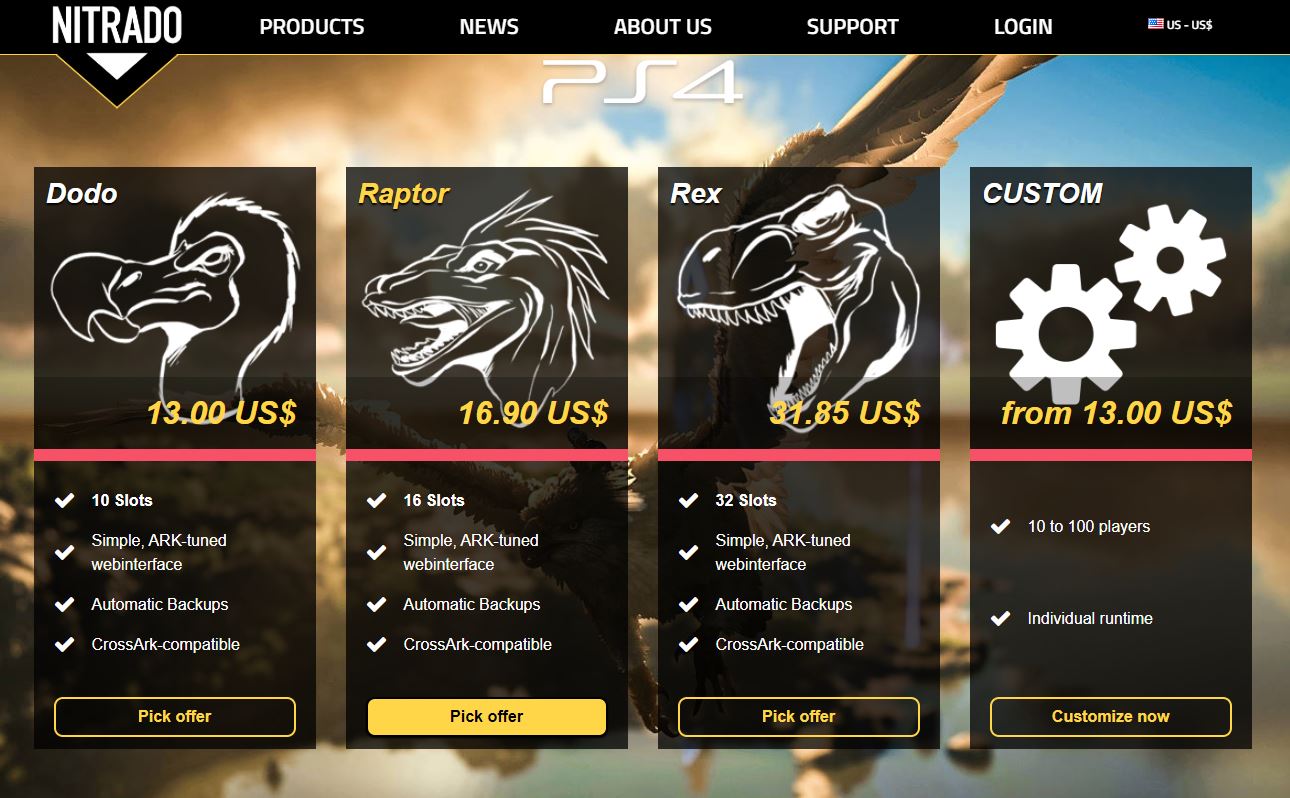 NITRADO
PRODUCTS
NEWS
ABOUT US
SUPPORT
LOGIN
US - US$
PS4
Dodo
13.00 US$
10 Slots
Simple, ARK-tuned
webinterface
Automatic Backups
CrossArk-compatible
Pick offer
Raptor
16.90 US$
16 Slots
Simple, ARK-tuned
webinterface
Automatic Backups
CrossArk-compatible
Pick offer
Rex
31.85 US$
32 Slots
Simple, ARK-tuned
webinterface
Automatic Backups
CrossArk-compatible
Pick offer
CUSTOM
from 13.00 US$
10 to 100 players
Individual runtime
Customize now